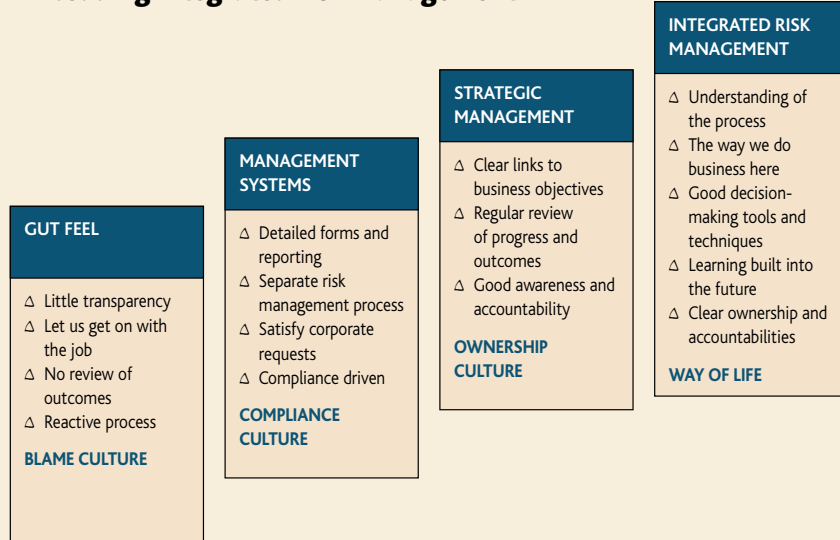 GUT FEEL
△ Little transparency
△ Let us get on with
the job
△ No review of
outcomes
△ Reactive process
BLAME CULTURE
MANAGEMENT
SYSTEMS
△ Detailed forms and
reporting
△ Separate risk
management process
△ Satisfy corporate
requests
△ Compliance driven
COMPLIANCE
CULTURE
STRATEGIC
MANAGEMENT
△ Clear links to
business objectives
△ Regular review
of progress and
outcomes
△ Good awareness and
accountability
OWNERSHIP
CULTURE
INTEGRATED RISK
MANAGEMENT
△ Understanding of
the process
△ The way we do
business here
△ Good decision-
making tools and
techniques
△ Learning built into
the future
△ Clear ownership and
accountabilities
WAY OF LIFE